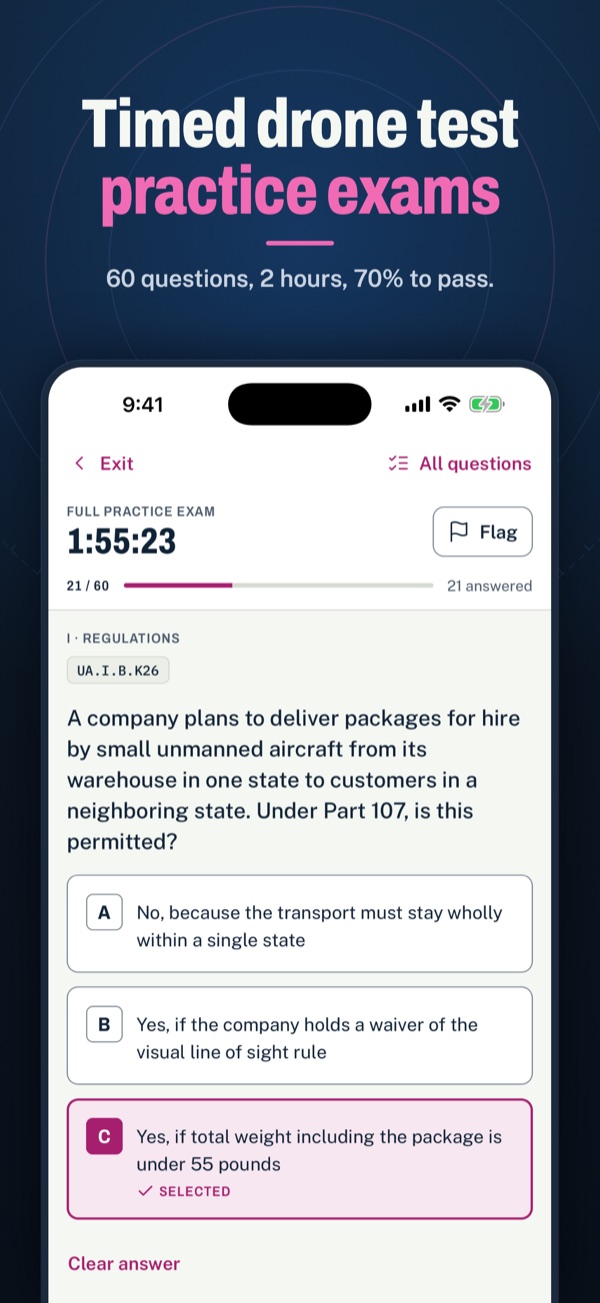 Timed drone test
practice exams
60 questions, 2 hours, 70% to pass.
9:41
Exit
All questions
FULL PRACTICE EXAM
1:55:23
Flag
21 / 60
21 answered
I · REGULATIONS
UA.I.B.K26
A company plans to deliver packages for hire
by small unmanned aircraft from its
warehouse in one state to customers in a
neighboring state. Under Part 107, is this
permitted?
A
No, because the transport must stay wholly
within a single state
B
Yes, if the company holds a waiver of the
visual line of sight rule
C
Yes, if total weight including the package is
under 55 pounds
SELECTED
Clear answer